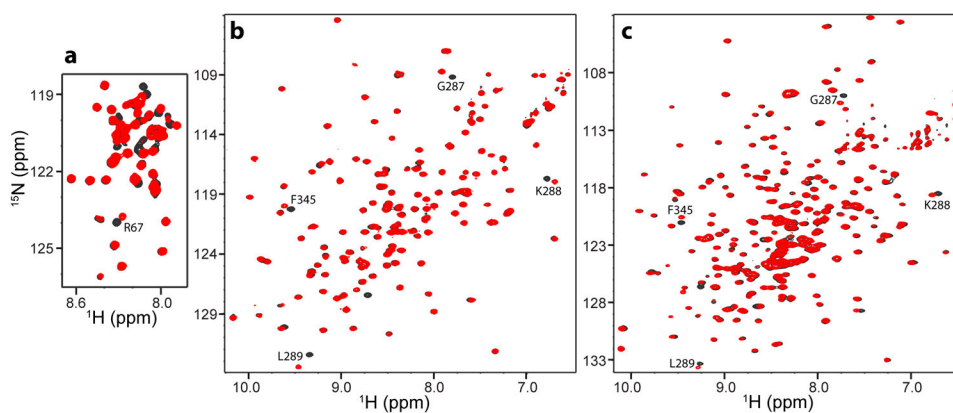 a
119
122
125
¹⁵N (ppm)
R67
8.6
8.0
¹H (ppm)
b
109
114
119
124
129
G287
K288
F345
L289
10.0
9.0
8.0
7.0
¹H (ppm)
c
108
113
118
123
128
133
G287
K288
F345
L289
10.0
9.0
8.0
7.0
¹H (ppm)